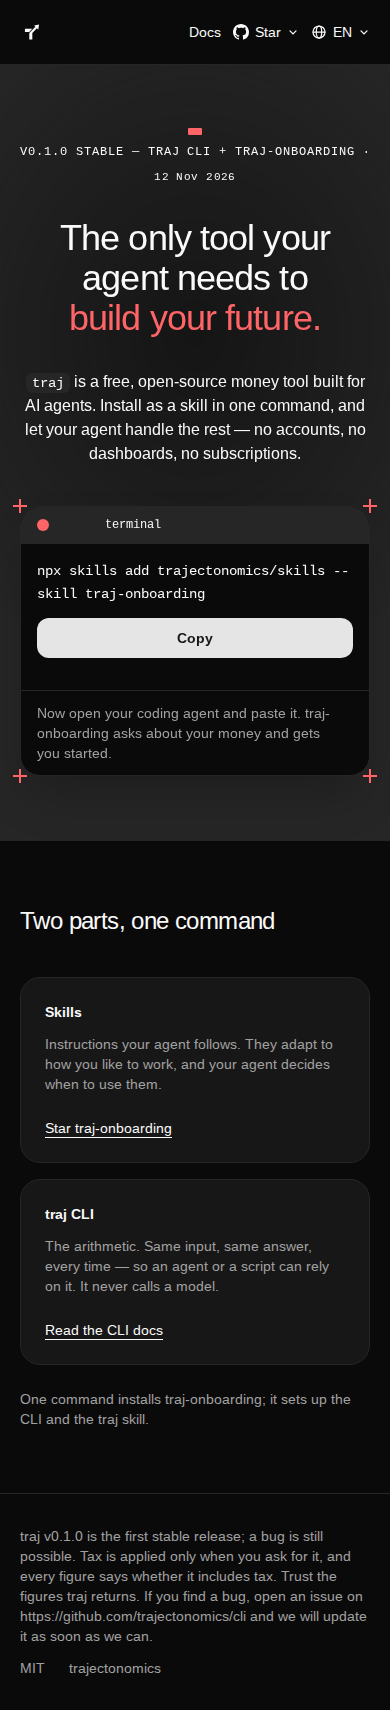 Docs Star EN
V0.1.0 STABLE — TRAJ CLI + TRAJ-ONBOARDING ·
12 Nov 2026
The only tool your
agent needs to
build your future.
traj is a free, open-source money tool built for
AI agents. Install as a skill in one command, and
let your agent handle the rest — no accounts, no
dashboards, no subscriptions.
terminal
npx skills add trajectonomics/skills --
skill traj-onboarding
Copy
Now open your coding agent and paste it. traj-
onboarding asks about your money and gets
you started.
Two parts, one command
Skills
Instructions your agent follows. They adapt to
how you like to work, and your agent decides
when to use them.
Star traj-onboarding
traj CLI
The arithmetic. Same input, same answer,
every time — so an agent or a script can rely
on it. It never calls a model.
Read the CLI docs
One command installs traj-onboarding; it sets up the
CLI and the traj skill.
traj v0.1.0 is the first stable release; a bug is still
possible. Tax is applied only when you ask for it, and
every figure says whether it includes tax. Trust the
figures traj returns. If you find a bug, open an issue on
https://github.com/trajectonomics/cli and we will update
it as soon as we can.
MIT trajectonomics